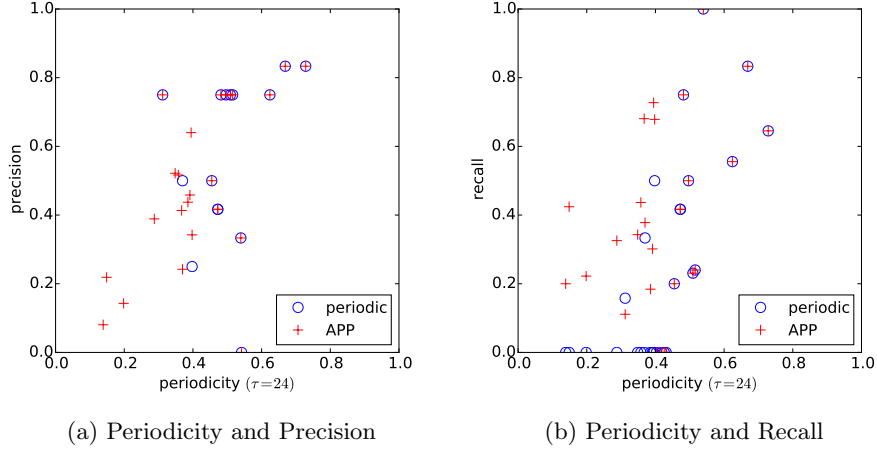 1.0
0.8
0.6
0.4
0.2
0.0
precision
0.0 0.2 0.4 0.6 0.8 1.0
periodicity (τ=24)
periodic
APP
(a) Periodicity and Precision
1.0
0.8
0.6
0.4
0.2
0.0
recall
0.0 0.2 0.4 0.6 0.8 1.0
periodicity (τ=24)
periodic
APP
(b) Periodicity and Recall